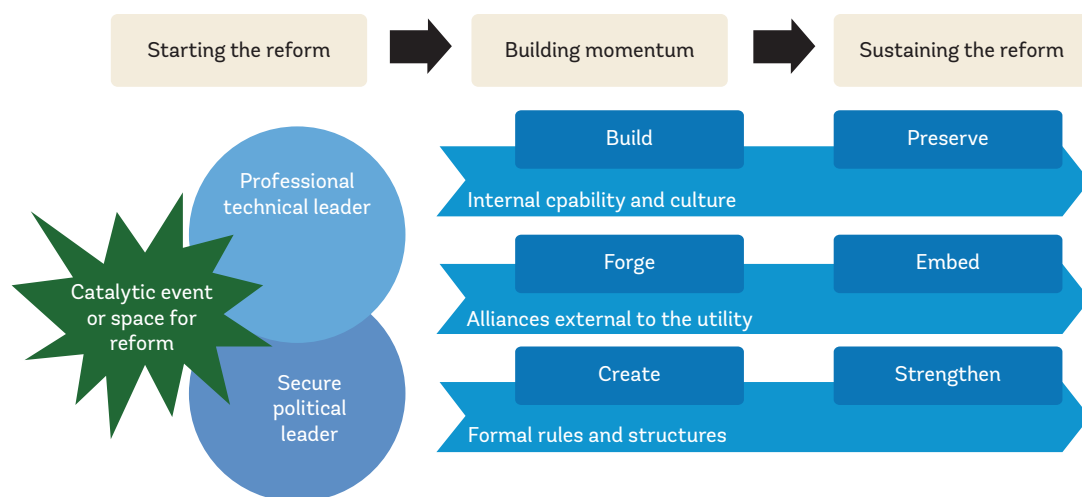 Starting the reform
Building momentum
Sustaining the reform
Professional
technical leader
Catalytic event
or space for
reform
Secure
political
leader
Build
Preserve
Internal cpability and culture
Forge
Embed
Alliances external to the utility
Create
Strengthen
Formal rules and structures